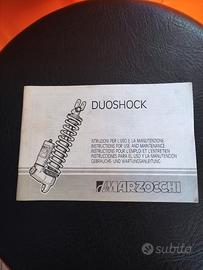 DUOSHOCK
ISTRUZIONI PER L'USO E LA MANUTENZIONE
INSTRUCTIONS FOR USE AND MAINTENANCE
INSTRUCTIONS POUR L'EMPLOI ET L'ENTRETIEN
INSTRUCCIONES PARA EL USO Y LA MANUTENCIÓN
GEBRAUCHS- UND WARTUNGSANLEITUNG
MARZOCCHI
subito